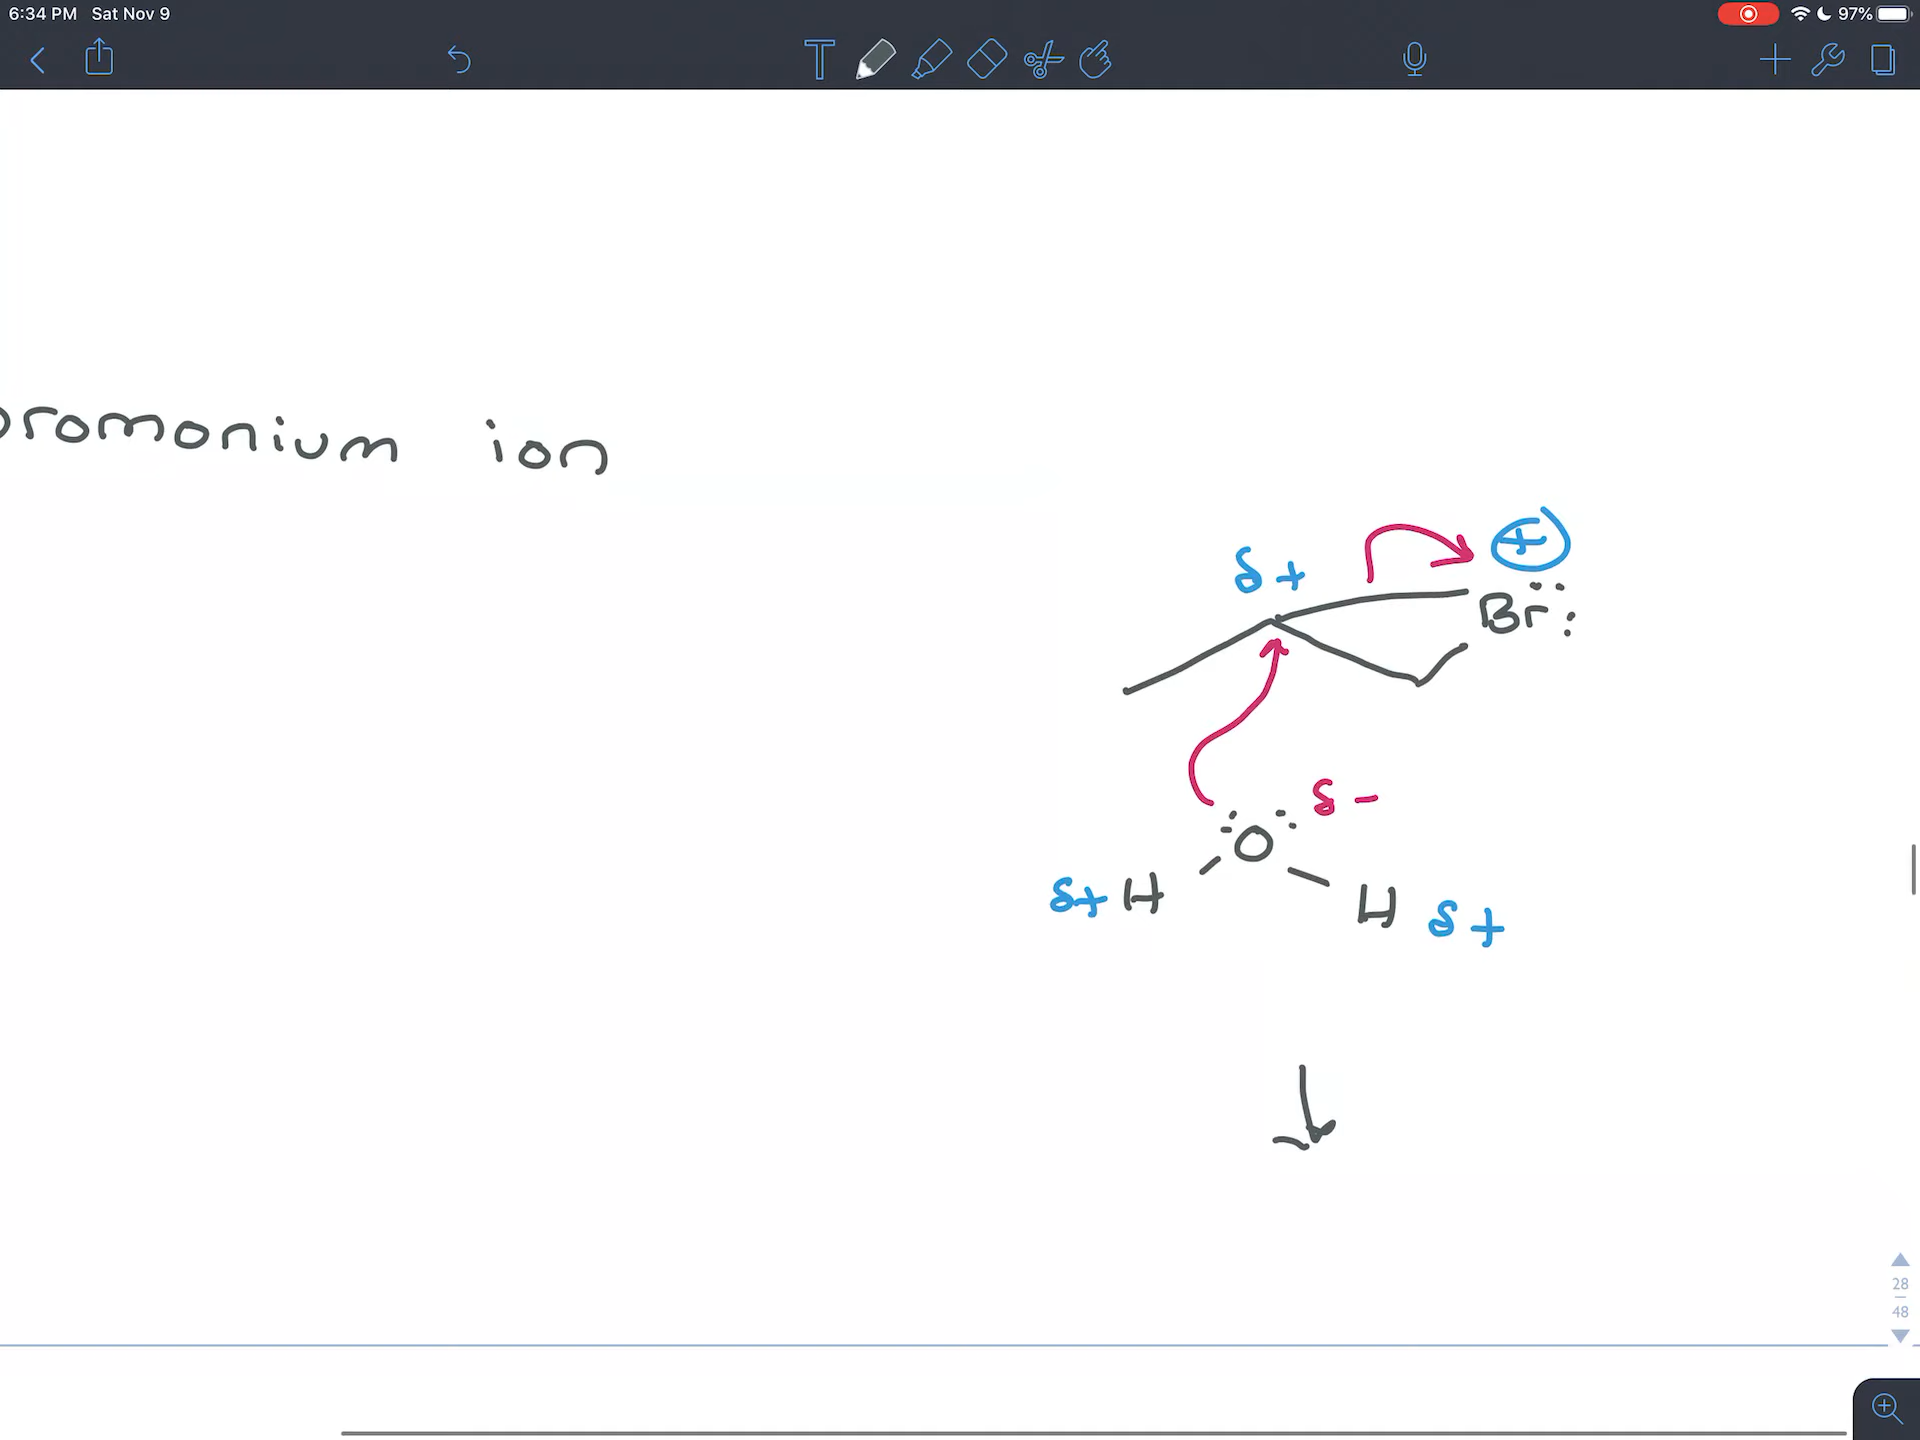 6:34 PM Sat Nov 9
97%
T
romonium ion
δ+
+
Br
δ-
O
δ+ H
H δ+
28
48